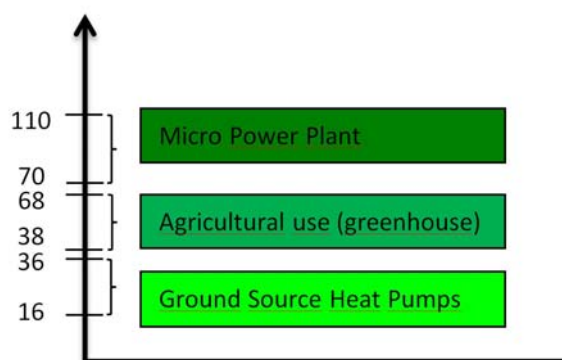 110
Micro Power Plant
70
68
Agricultural use (greenhouse)
38
36
Ground Source Heat Pumps
16